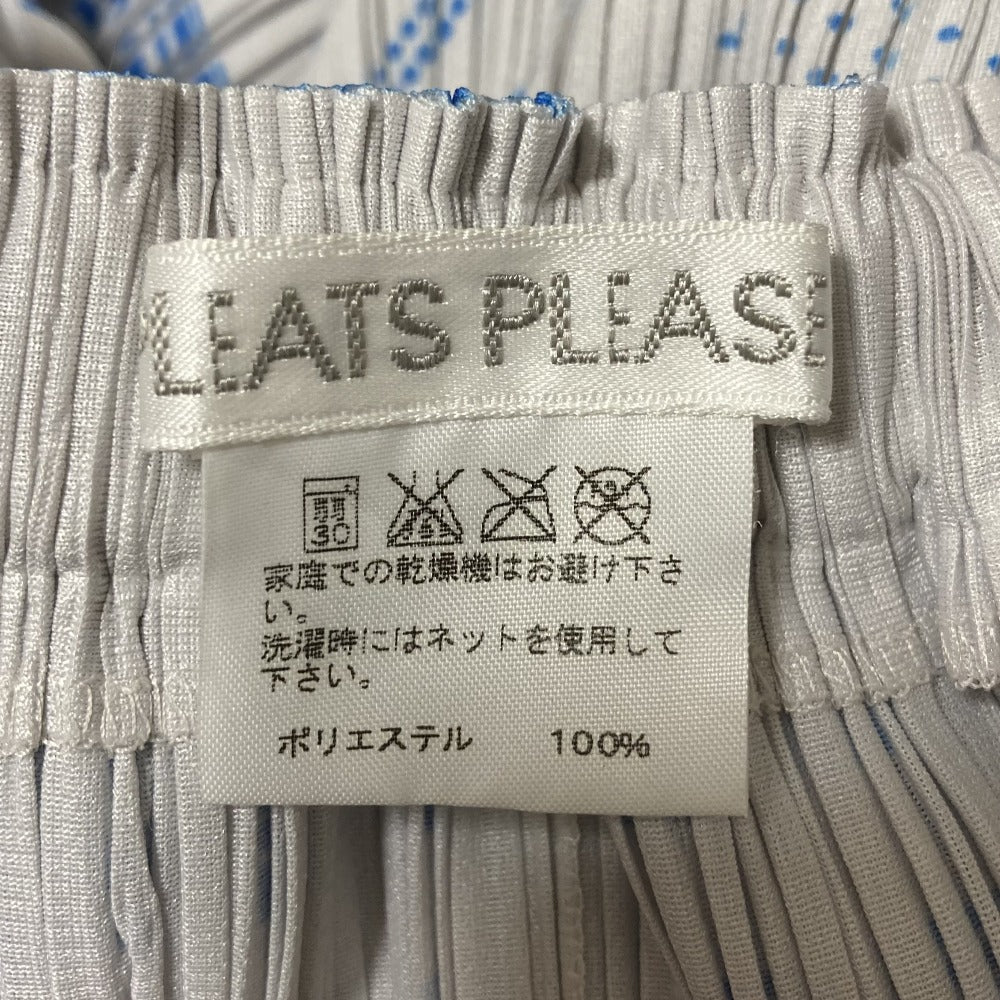 PLEATS PLEASE
弱
30
家庭での乾燥機はお避け下さ
い。
洗濯時にはネットを使用して
下さい。
ポリエステル 100%